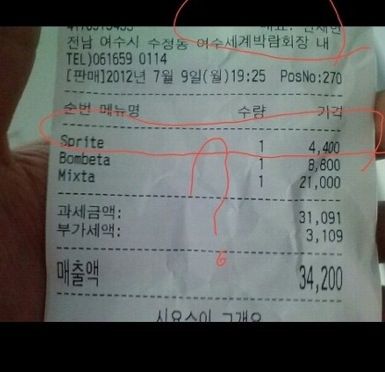 전남 여수시 수정동 여수세계박람회장 내
TEL)061659 0114
[판매]2012년 7월 9일(월)19:25 PosNo:270
순번 메뉴명 수량 가격
Sprite 1 4,400
Bombeta 1 8,800
Mixta 1 21,000
과세금액: 31,091
부가세액: 3,109
매출액 34,200